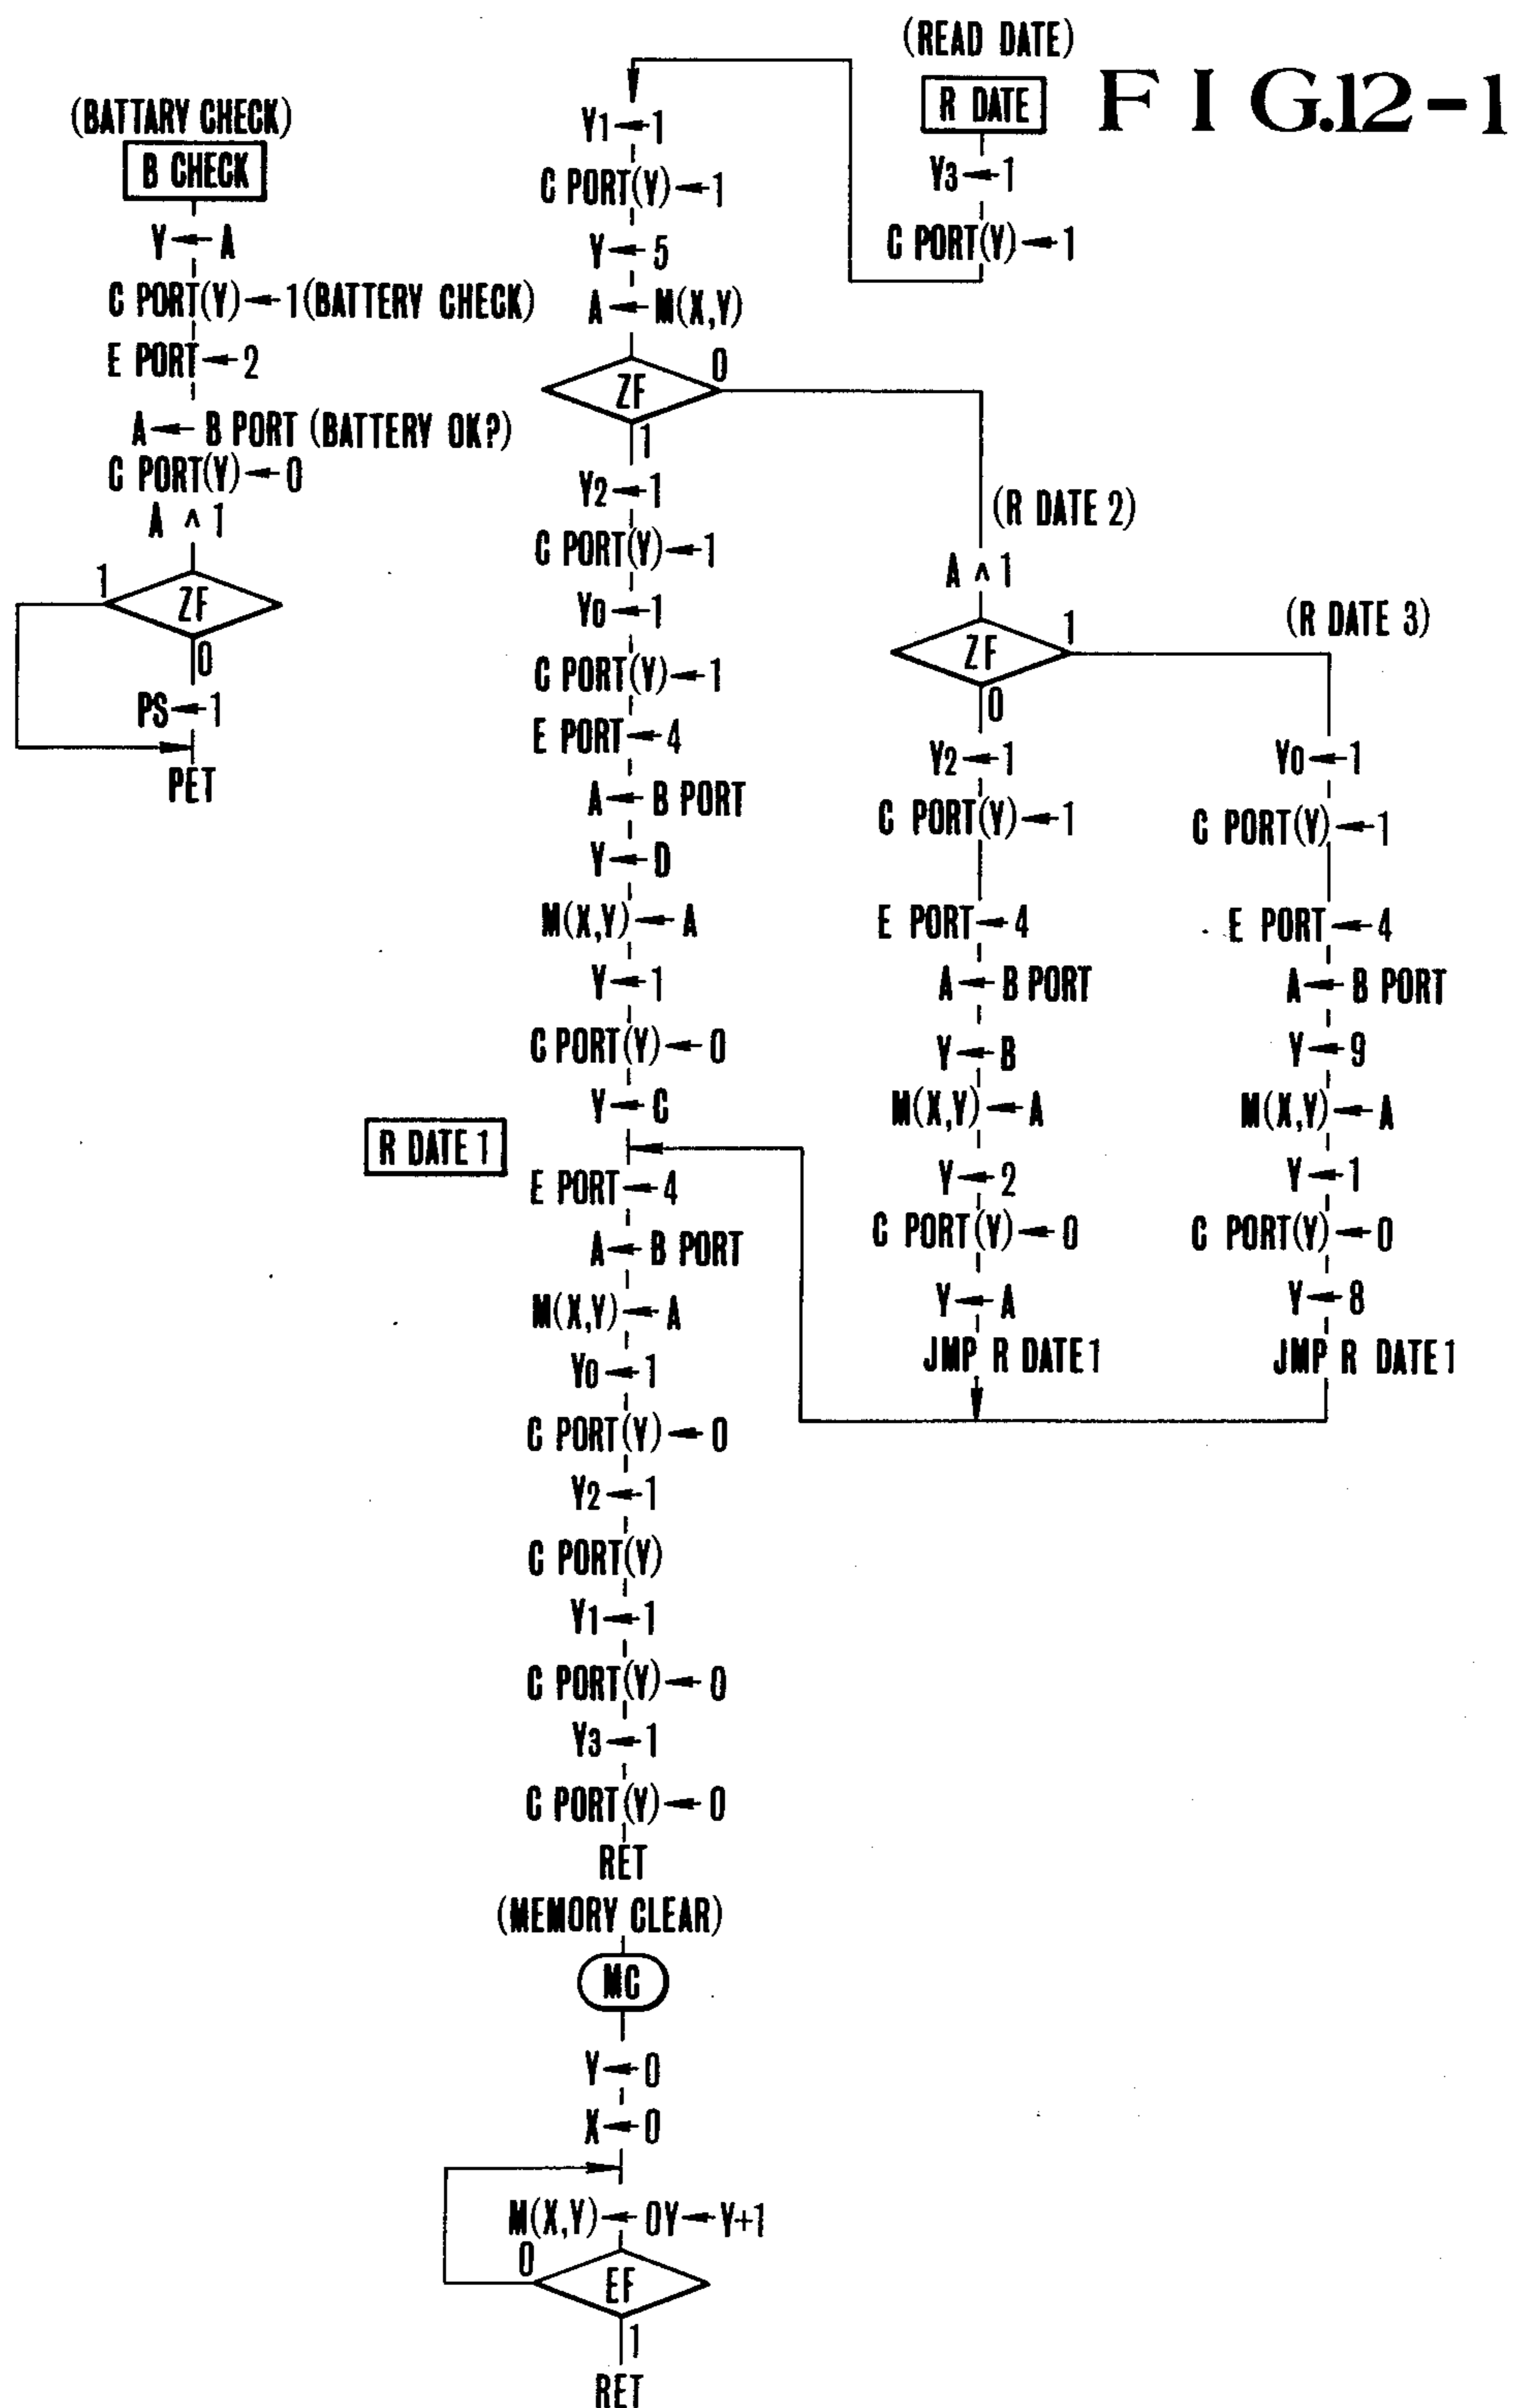 FIG.12-1
(BATTARY CHECK)
B CHECK
Y←A
C PORT(Y)←1(BATTERY CHECK)
E PORT←2
A←B PORT (BATTERY OK?)
C PORT(Y)←0
A ∧ 1
1
ZF
0
PS←1
PET
(READ DATE)
R DATE
Y3←1
C PORT(Y)←1
Y1←1
C PORT(Y)←1
Y←5
A←M(X,Y)
0
ZF
1
Y2←1
C PORT(Y)←1
Y0←1
C PORT(Y)←1
E PORT←4
A←B PORT
Y←D
M(X,Y)←A
Y←1
C PORT(Y)←0
Y←C
R DATE 1
E PORT←4
A←B PORT
M(X,Y)←A
Y0←1
C PORT(Y)←0
Y2←1
C PORT(Y)
Y1←1
C PORT(Y)←0
Y3←1
C PORT(Y)←0
RET
(R DATE 2)
A ∧ 1
1
ZF
0
Y2←1
C PORT(Y)←1
E PORT←4
A←B PORT
Y←B
M(X,Y)←A
Y←2
C PORT(Y)←0
Y←A
JMP R DATE1
(R DATE 3)
Y0←1
C PORT(Y)←1
E PORT←4
A←B PORT
Y←9
M(X,Y)←A
Y←1
C PORT(Y)←0
Y←8
JMP R DATE1
(MEMORY CLEAR)
MC
Y←0
X←0
M(X,Y)←0Y←Y+1
0
EF
1
RET